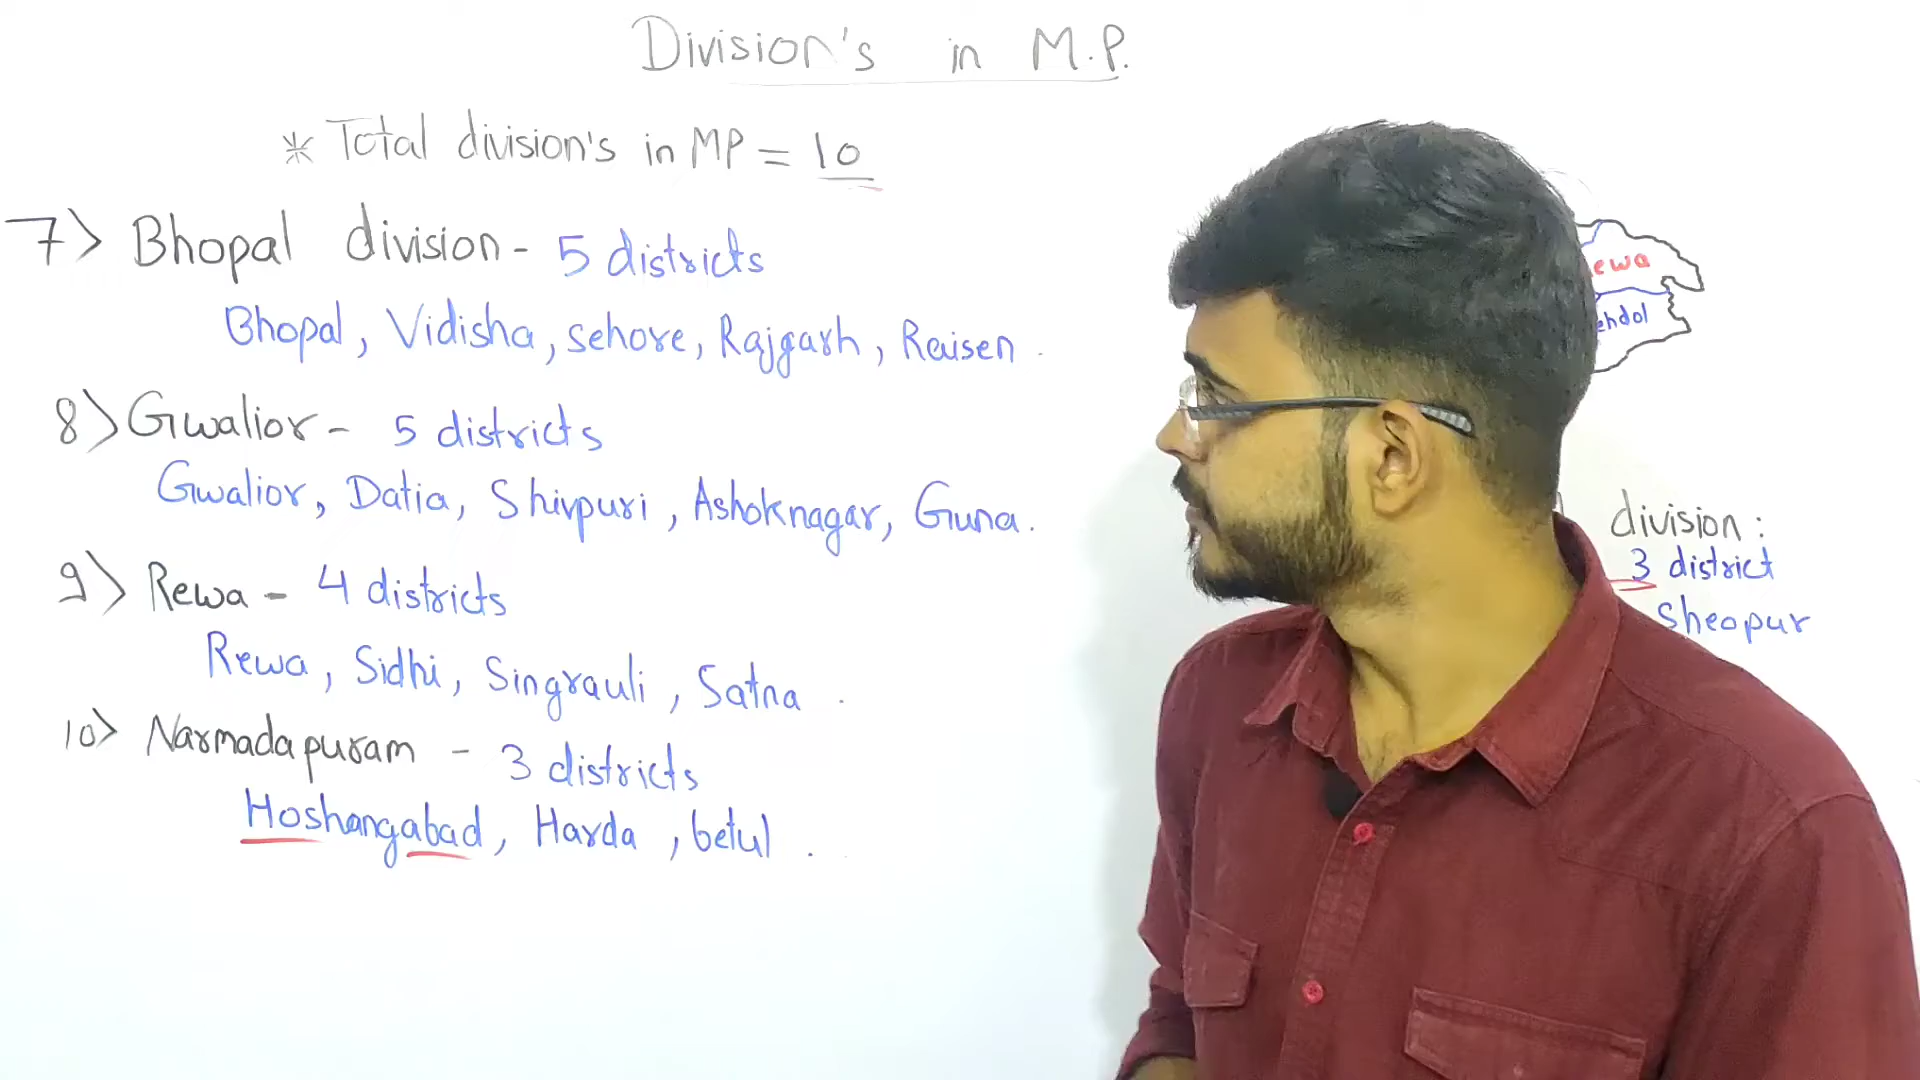 Division's in M.P.
* Total division's in MP = 10
7> Bhopal division - 5 districts
Bhopal, Vidisha, sehore, Rajgarh, Raisen.
8> Gwalior - 5 districts
Gwalior, Datia, Shivpuri, Ashoknagar, Guna.
9> Rewa - 4 districts
Rewa, Sidhi, Singrauli, Satna.
10> Narmadapuram - 3 districts
Hoshangabad, Harda, betul.
ewa
ehdol
division:
3 district
Sheopur